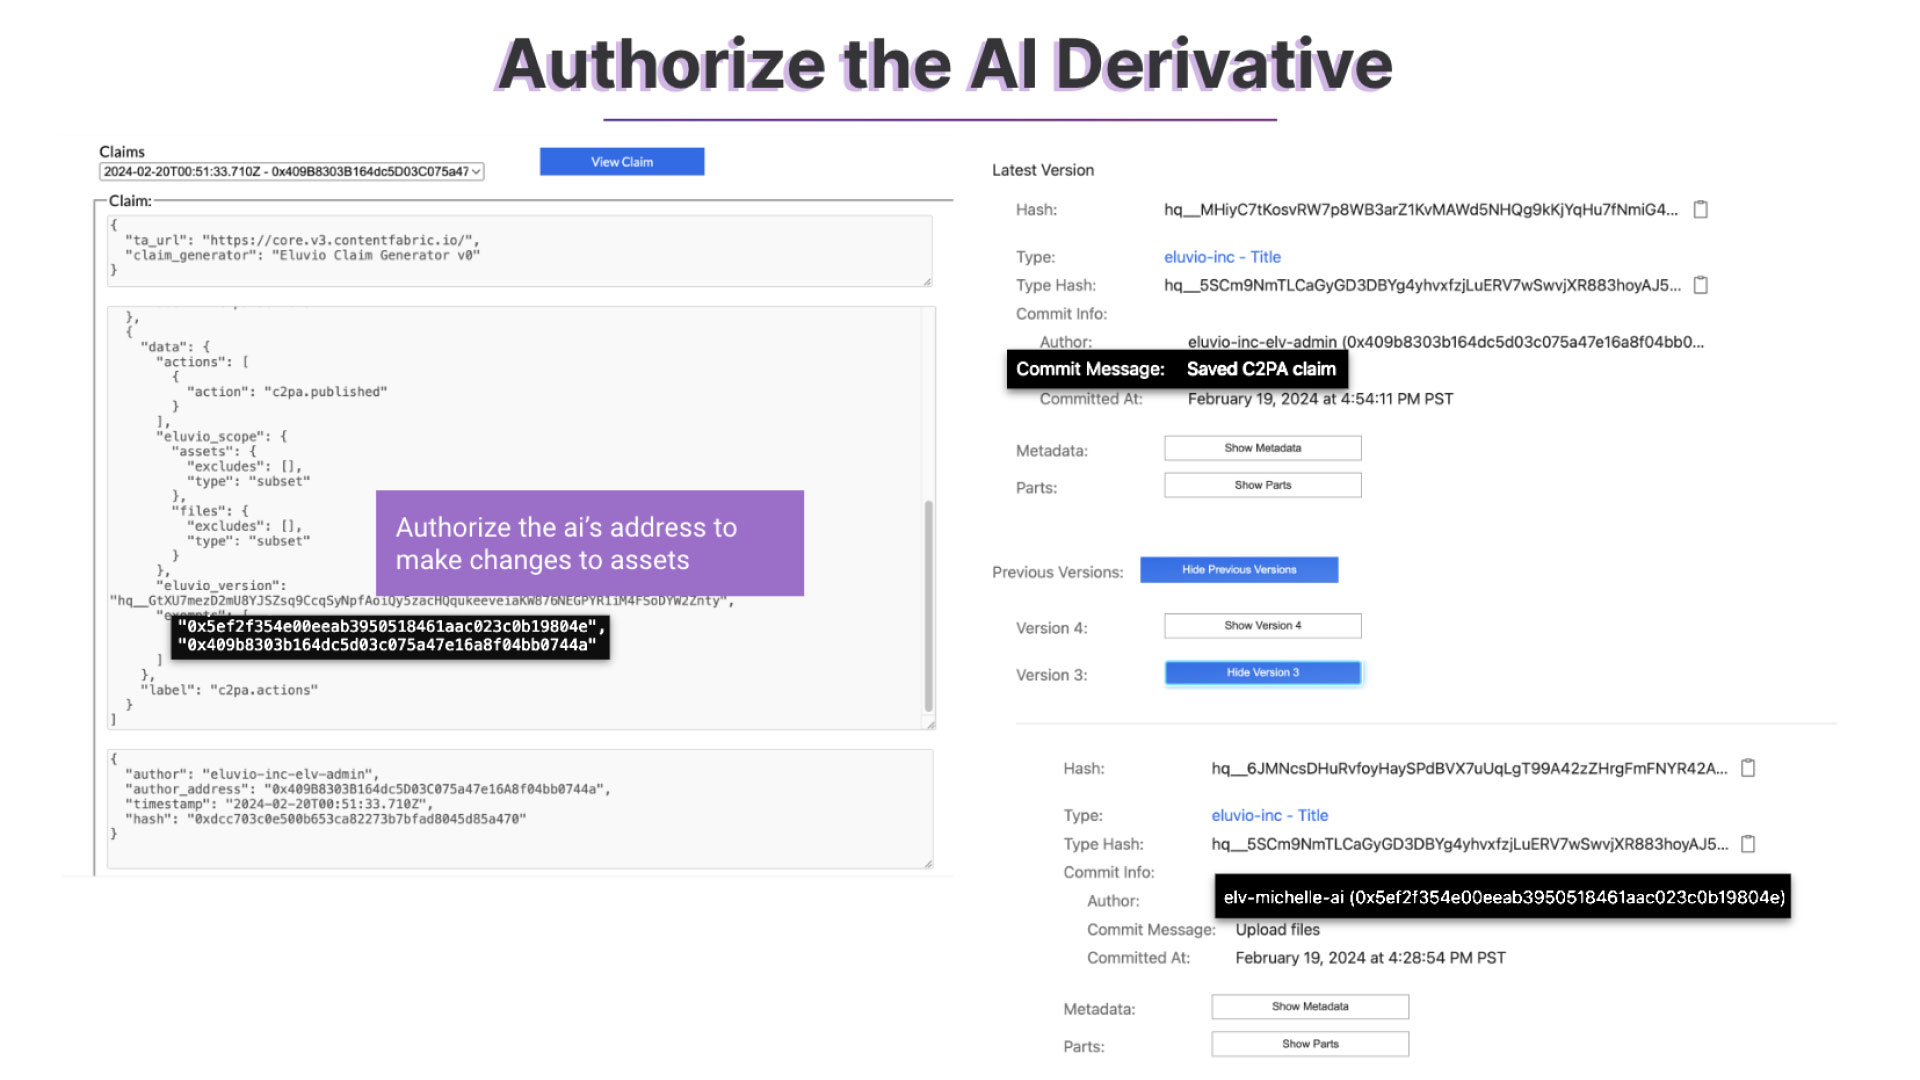 Authorize the AI Derivative
Claims
2024-02-20T00:51:33.710Z - 0x409B8303B164dc5D03C075a47
View Claim
Claim:
{
"ta_url": "https://core.v3.contentfabric.io/",
"claim_generator": "Eluvio Claim Generator v0"
}
},
{
"data": {
"actions": [
{
"action": "c2pa.published"
}
],
"eluvio_scope": {
"assets": {
"excludes": [],
"type": "subset"
},
"files": {
"excludes": [],
"type": "subset"
}
},
"eluvio_version":
"hq__GtXU7mezD2mU8YJSZsq9CcqSyNpfAoiQy5zacHQqukeeveiaKW876NEGPYR1iM4FSoDYW2Znty",
"0x5ef2f354e00eeab3950518461aac023c0b19804e",
"0x409b8303b164dc5d03c075a47e16a8f04bb0744a"
]
},
"label": "c2pa.actions"
}
]
Authorize the ai's address to
make changes to assets
{
"author": "eluvio-inc-elv-admin",
"author_address": "0x409B8303B164dc5D03C075a47e16A8f04bb0744a",
"timestamp": "2024-02-20T00:51:33.710Z",
"hash": "0xdcc703c0e500b653ca82273b7bfad8045d85a470"
}
Latest Version
Hash: hq__MHiyC7tKosvRW7p8WB3arZ1KvMAWd5NHQg9kKjYqHu7fNmiG4...
Type: eluvio-inc - Title
Type Hash: hq__5SCm9NmTLCaGyGD3DBYg4yhvxfzjLuERV7wSwvjXR883hoyAJ5...
Commit Info:
Author: eluvio-inc-elv-admin (0x409b8303b164dc5d03c075a47e16a8f04bb0...
Commit Message: Saved C2PA claim
Committed At: February 19, 2024 at 4:54:11 PM PST
Metadata: Show Metadata
Parts: Show Parts
Previous Versions: Hide Previous Versions
Version 4: Show Version 4
Version 3: Hide Version 3
Hash: hq__6JMNcsDHuRvfoyHaySPdBVX7uUqLgT99A42zZHrgFmFNYR42A...
Type: eluvio-inc - Title
Type Hash: hq__5SCm9NmTLCaGyGD3DBYg4yhvxfzjLuERV7wSwvjXR883hoyAJ5...
Commit Info:
Author: elv-michelle-ai (0x5ef2f354e00eeab3950518461aac023c0b19804e)
Commit Message: Upload files
Committed At: February 19, 2024 at 4:28:54 PM PST
Metadata: Show Metadata
Parts: Show Parts